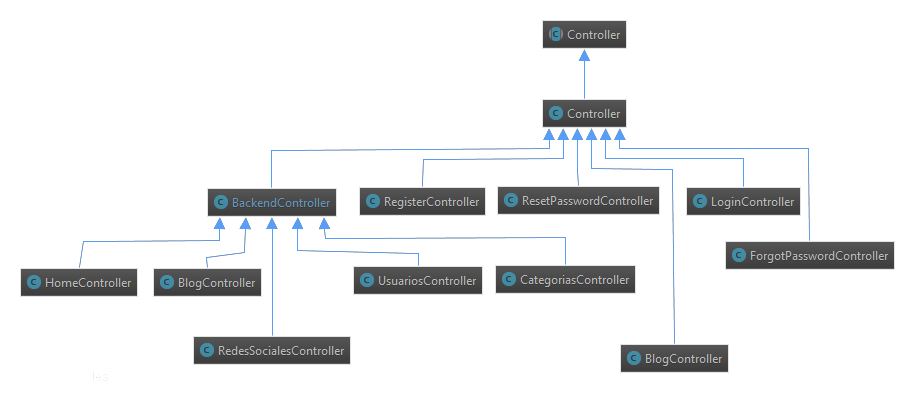 Controller
Controller
BackendController
RegisterController
ResetPasswordController
LoginController
ForgotPasswordController
HomeController
BlogController
UsuariosController
CategoriasController
RedesSocialesController
BlogController